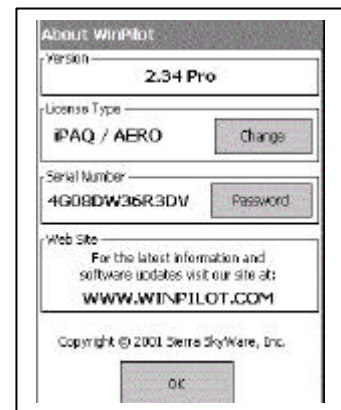 About WinPilot
Version
2.34 Pro
License Type
iPAQ / AERO
Change
Serial Number
4G08DW36R3DV
Password
Web Site
For the latest information and
software updates visit our site at:
WWW.WINPILOT.COM
Copyright © 2001 Sierra SkyWare, Inc.
OK